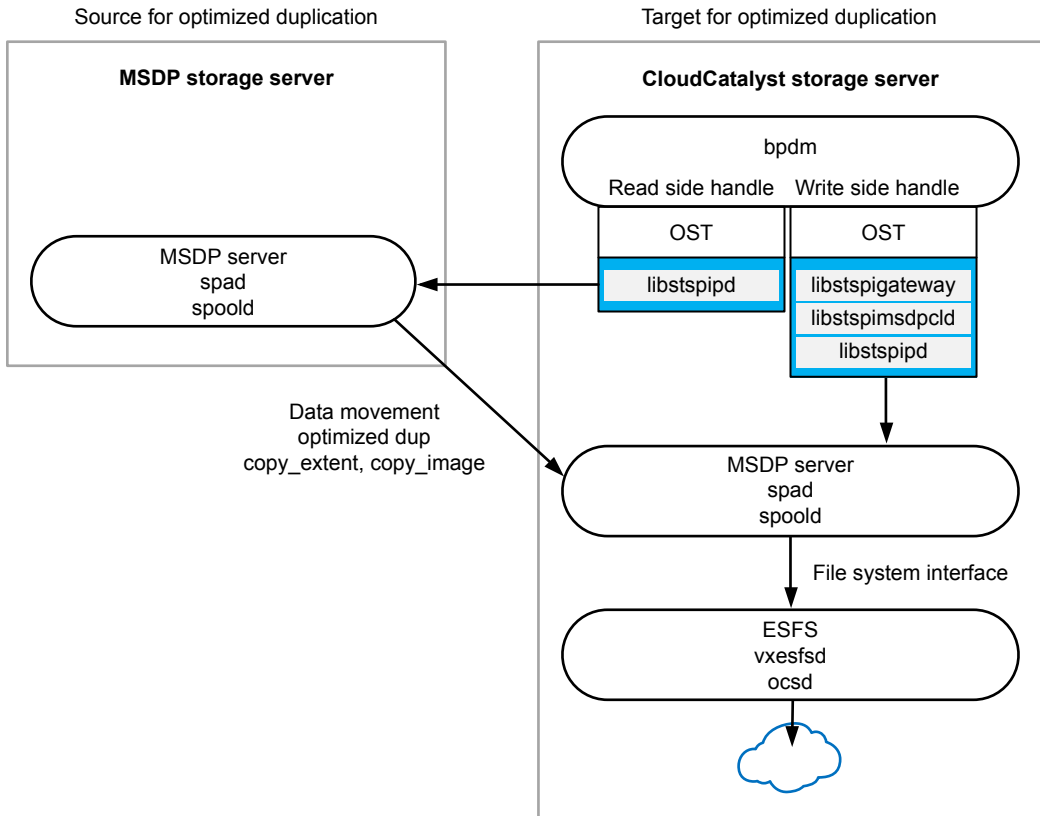 Source for optimized duplication
Target for optimized duplication
MSDP storage server
CloudCatalyst storage server
bpdm
Read side handle
Write side handle
OST
OST
MSDP server
spad
spoold
libstspipd
libstspigateway
libstspimsdpcld
libstspipd
Data movement
optimized dup
copy_extent, copy_image
MSDP server
spad
spoold
File system interface
ESFS
vxesfsd
ocsd